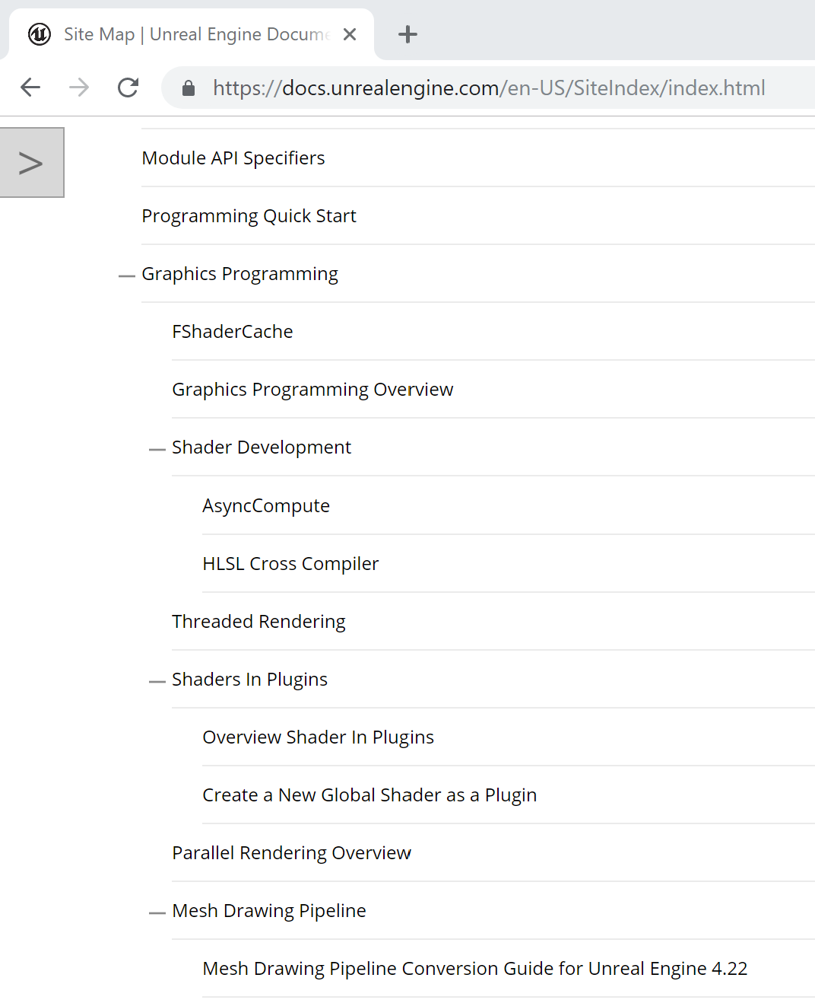 Site Map | Unreal Engine Docume
https://docs.unrealengine.com/en-US/SiteIndex/index.html
>
Module API Specifiers
Programming Quick Start
Graphics Programming
FShaderCache
Graphics Programming Overview
Shader Development
AsyncCompute
HLSL Cross Compiler
Threaded Rendering
Shaders In Plugins
Overview Shader In Plugins
Create a New Global Shader as a Plugin
Parallel Rendering Overview
Mesh Drawing Pipeline
Mesh Drawing Pipeline Conversion Guide for Unreal Engine 4.22